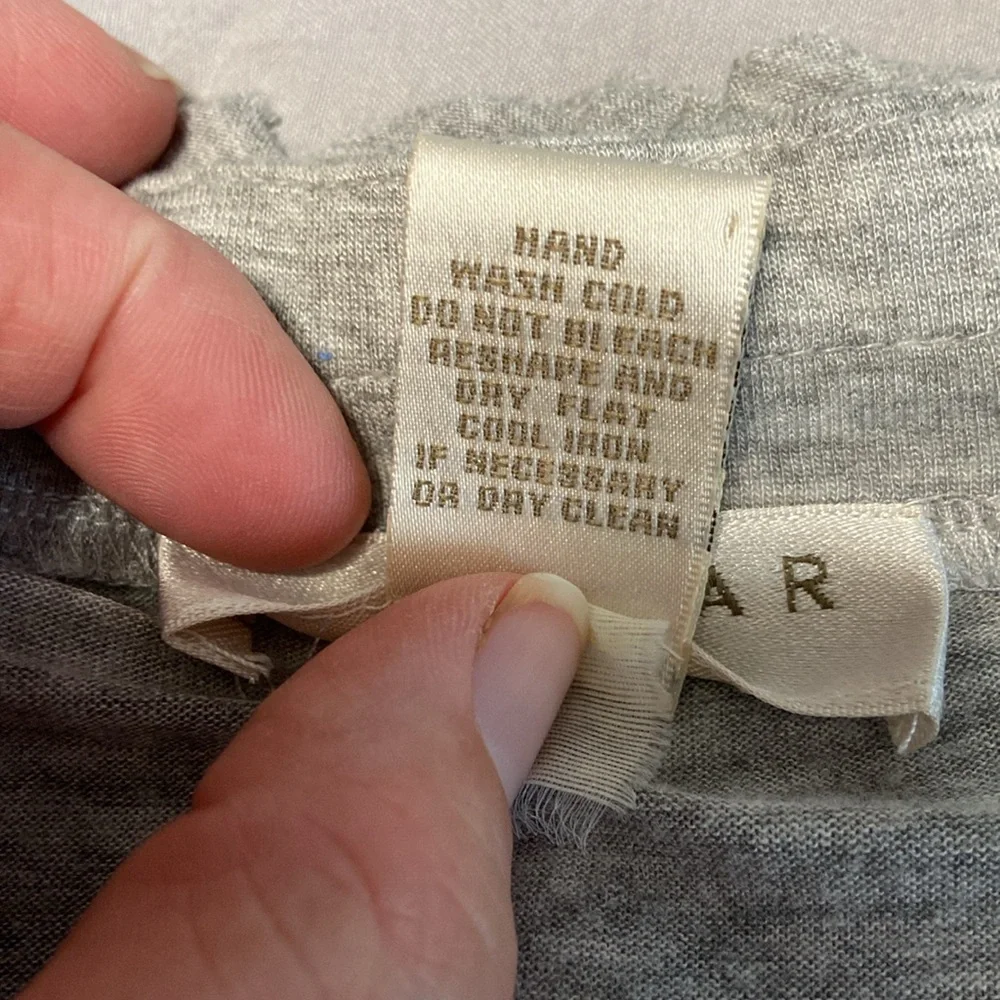 HAND
WASH COLD
DO NOT BLEACH
RESHAPE AND
DRY FLAT
COOL IRON
IF NECESSARY
OR DRY CLEAN
A R